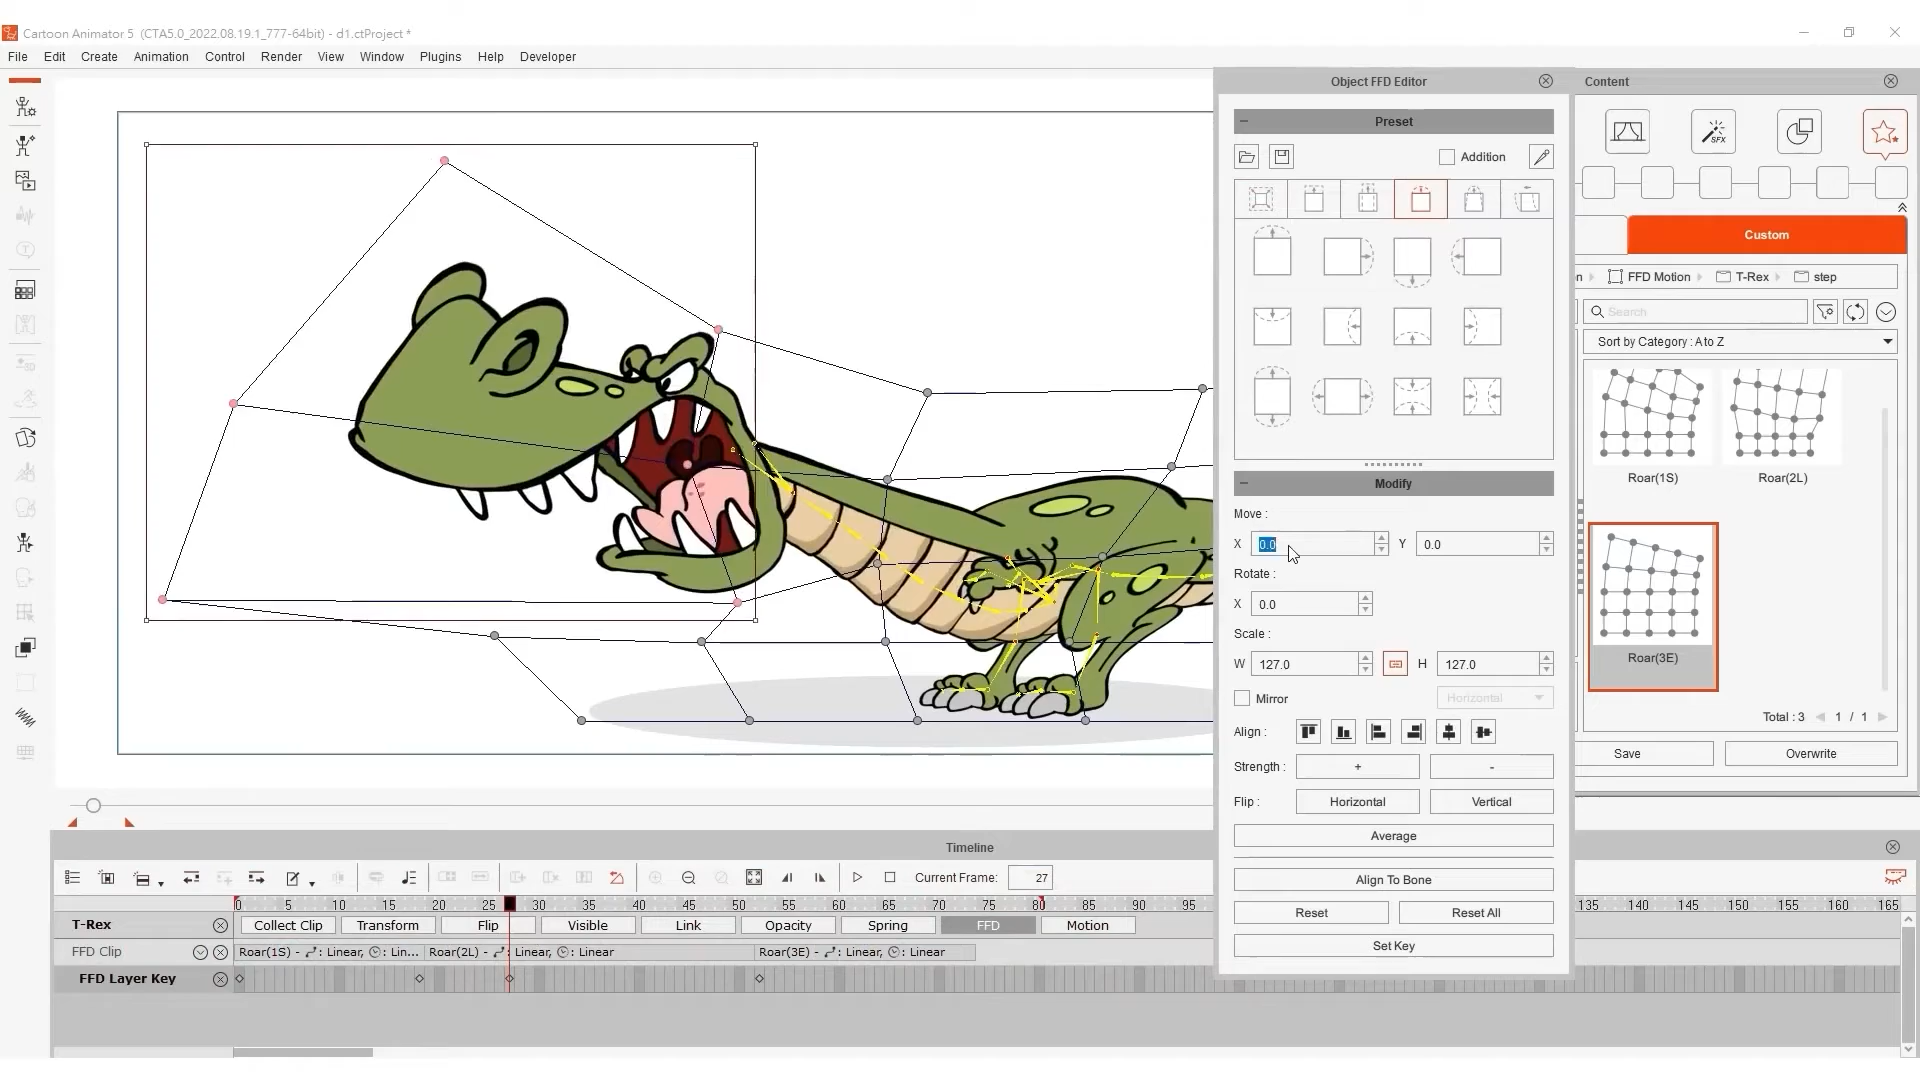 Cartoon Animator 5 (CTA5.0_2022.08.19.1_777-64bit) - d1.ctProject *
File Edit Create Animation Control Render View Window Plugins Help Developer
Object FFD Editor
Content
Preset
Addition
SFX
Custom
n FFD Motion T-Rex step
Search
Sort by Category : A to Z
Roar(1S) Roar(2L)
Modify
Move :
X 0.0 Y 0.0
Rotate :
X 0.0
Scale :
W 127.0 H 127.0
Roar(3E)
Mirror Horizontal
Total : 3 1 / 1
Align :
Save Overwrite
Strength : + -
Flip : Horizontal Vertical
Average
Align To Bone
Reset Reset All
Set Key
Timeline
Current Frame: 27
0 5 10 15 20 25 30 35 40 45 50 55 60 65 70 75 80 85 90 95 135 140 145 150 155 160 165
T-Rex Collect Clip Transform Flip Visible Link Opacity Spring FFD Motion
FFD Clip Roar(1S) - : Linear, : Lin... Roar(2L) - : Linear, : Linear Roar(3E) - : Linear, : Linear
FFD Layer Key